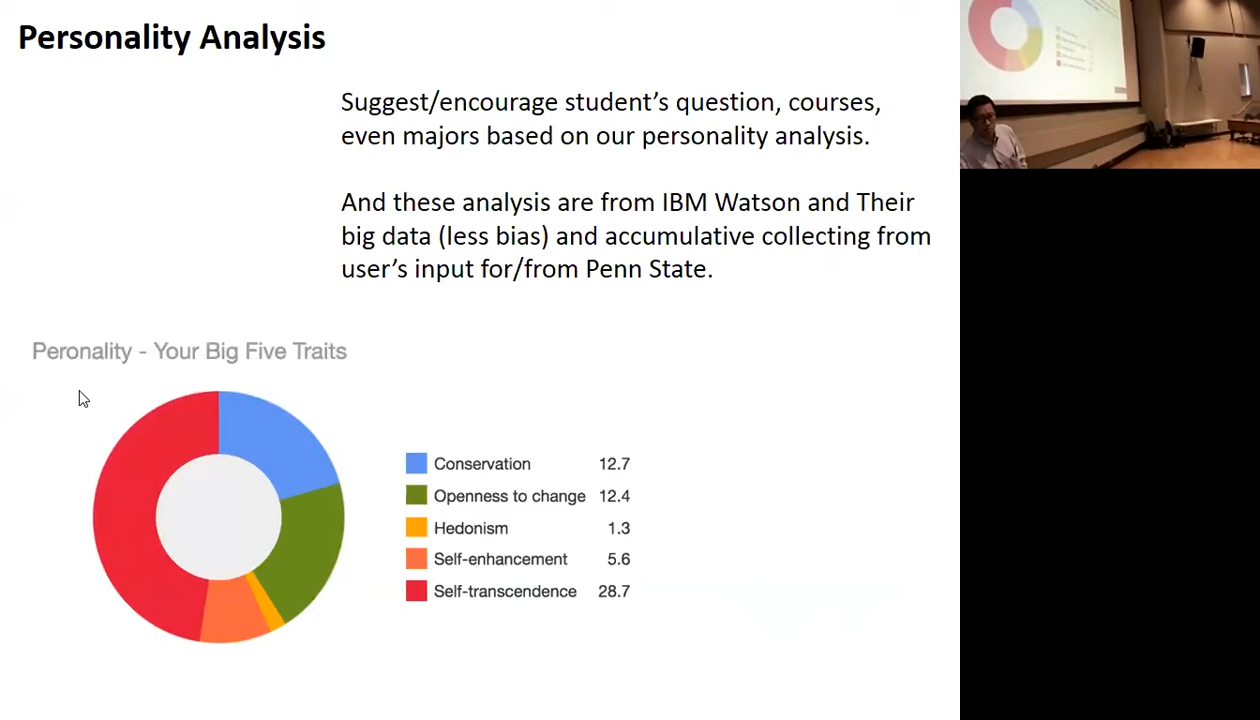 Personality Analysis
Suggest/encourage student's question, courses,
even majors based on our personality analysis.
And these analysis are from IBM Watson and Their
big data (less bias) and accumulative collecting from
user's input for/from Penn State.
Peronality - Your Big Five Traits
Conservation 12.7
Openness to change 12.4
Hedonism 1.3
Self-enhancement 5.6
Self-transcendence 28.7